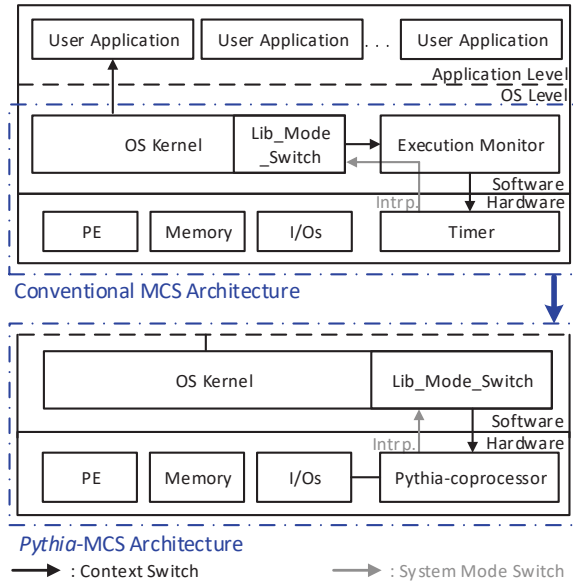 User Application
User Application
. . .
User Application
Application Level
OS Level
OS Kernel
Lib_Mode
_Switch
Execution Monitor
Software
Intrp.
Hardware
PE
Memory
I/Os
Timer
Conventional MCS Architecture
OS Kernel
Lib_Mode_Switch
Software
Intrp.
Hardware
PE
Memory
I/Os
Pythia-coprocessor
Pythia-MCS Architecture
: Context Switch
: System Mode Switch